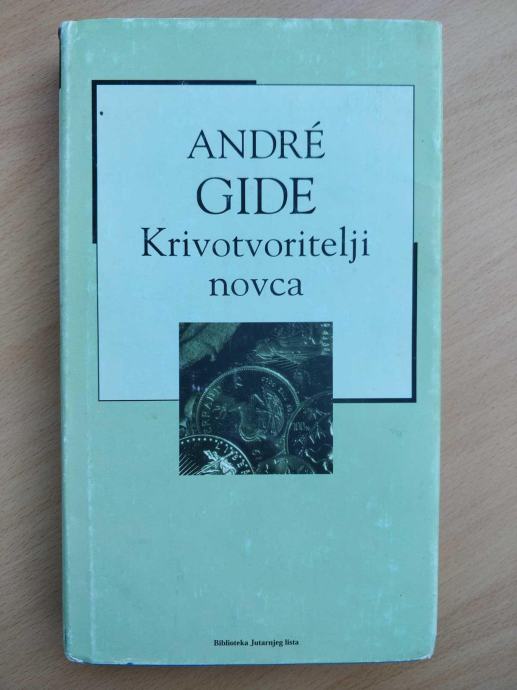 ANDRÉ
GIDE
Krivotvoritelji
novca
Biblioteka Jutarnjeg lista